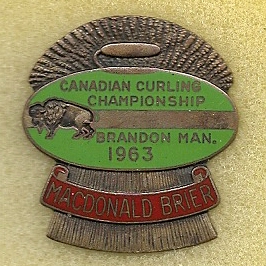 CANADIAN CURLING
CHAMPIONSHIP
BRANDON MAN.
1963
MACDONALD BRIER